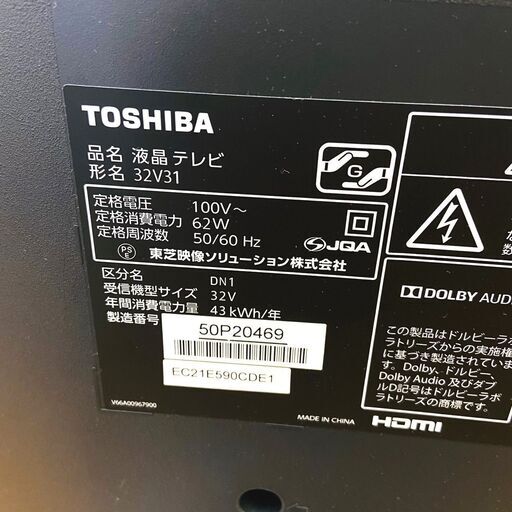 TOSHIBA
品名 液晶テレビ
形名 32V31
G
定格電圧 100V～
定格消費電力 62W
定格周波数 50/60 Hz
PS
E
JQA
東芝映像ソリューション株式会社
区分名 DN1
受信機型サイズ 32V
年間消費電力量 43 kWh/年
製造番号
50P20469
EC21E590CDE1
V66A00967900
MADE IN CHINA
DOLBY AUD
この製品はドルビーラボ
ラトリーズからの実施権
に基づき製造されていま
す。Dolby、ドルビー、
Dolby Audio 及びダブ
ルD記号はドルビーラボ
ラトリーズの商標です。
HDMI